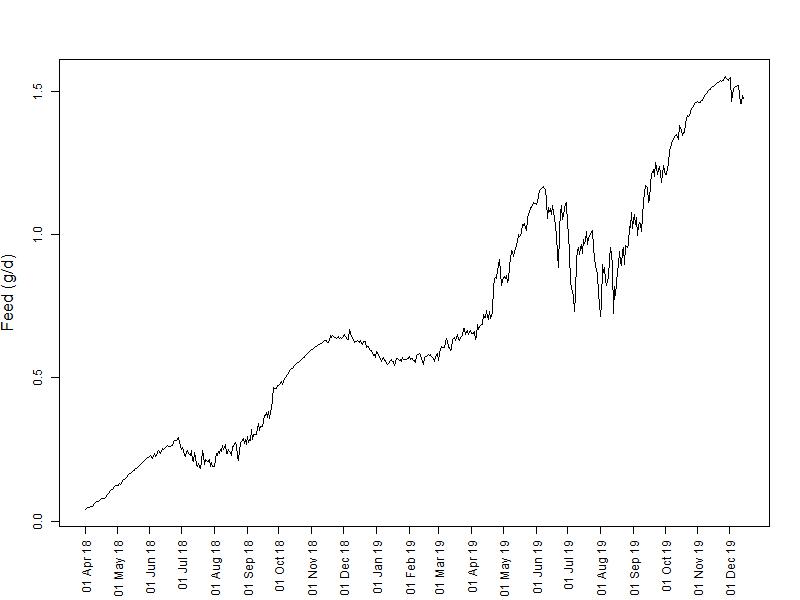 Feed (g/d)
1.5
1.0
0.5
0.0
01 Apr 18
01 May 18
01 Jun 18
01 Jul 18
01 Aug 18
01 Sep 18
01 Oct 18
01 Nov 18
01 Dec 18
01 Jan 19
01 Feb 19
01 Mar 19
01 Apr 19
01 May 19
01 Jun 19
01 Jul 19
01 Aug 19
01 Sep 19
01 Oct 19
01 Nov 19
01 Dec 19